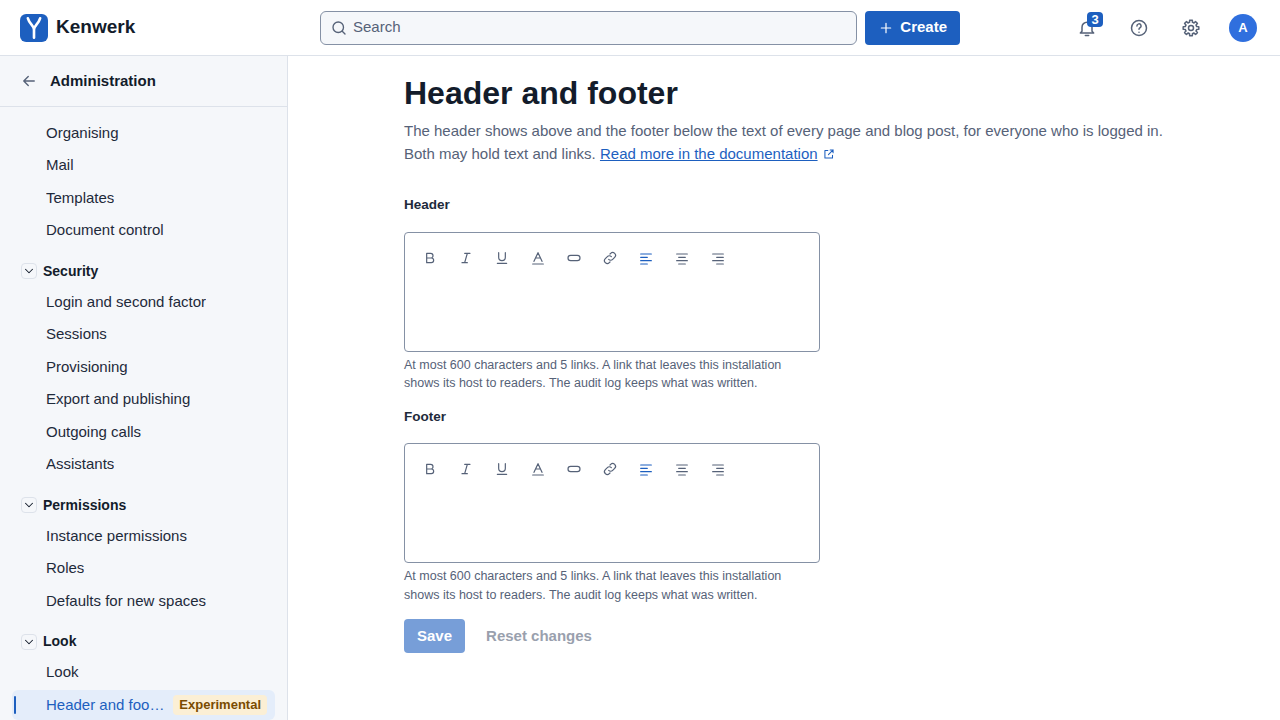 Kenwerk
Search
Create
3
A
Administration
Organising
Mail
Templates
Document control
Security
Login and second factor
Sessions
Provisioning
Export and publishing
Outgoing calls
Assistants
Permissions
Instance permissions
Roles
Defaults for new spaces
Look
Look
Header and foo…
Experimental
Header and footer
The header shows above and the footer below the text of every page and blog post, for everyone who is logged in.
Both may hold text and links. Read more in the documentation
Header
At most 600 characters and 5 links. A link that leaves this installation
shows its host to readers. The audit log keeps what was written.
Footer
At most 600 characters and 5 links. A link that leaves this installation
shows its host to readers. The audit log keeps what was written.
Save
Reset changes